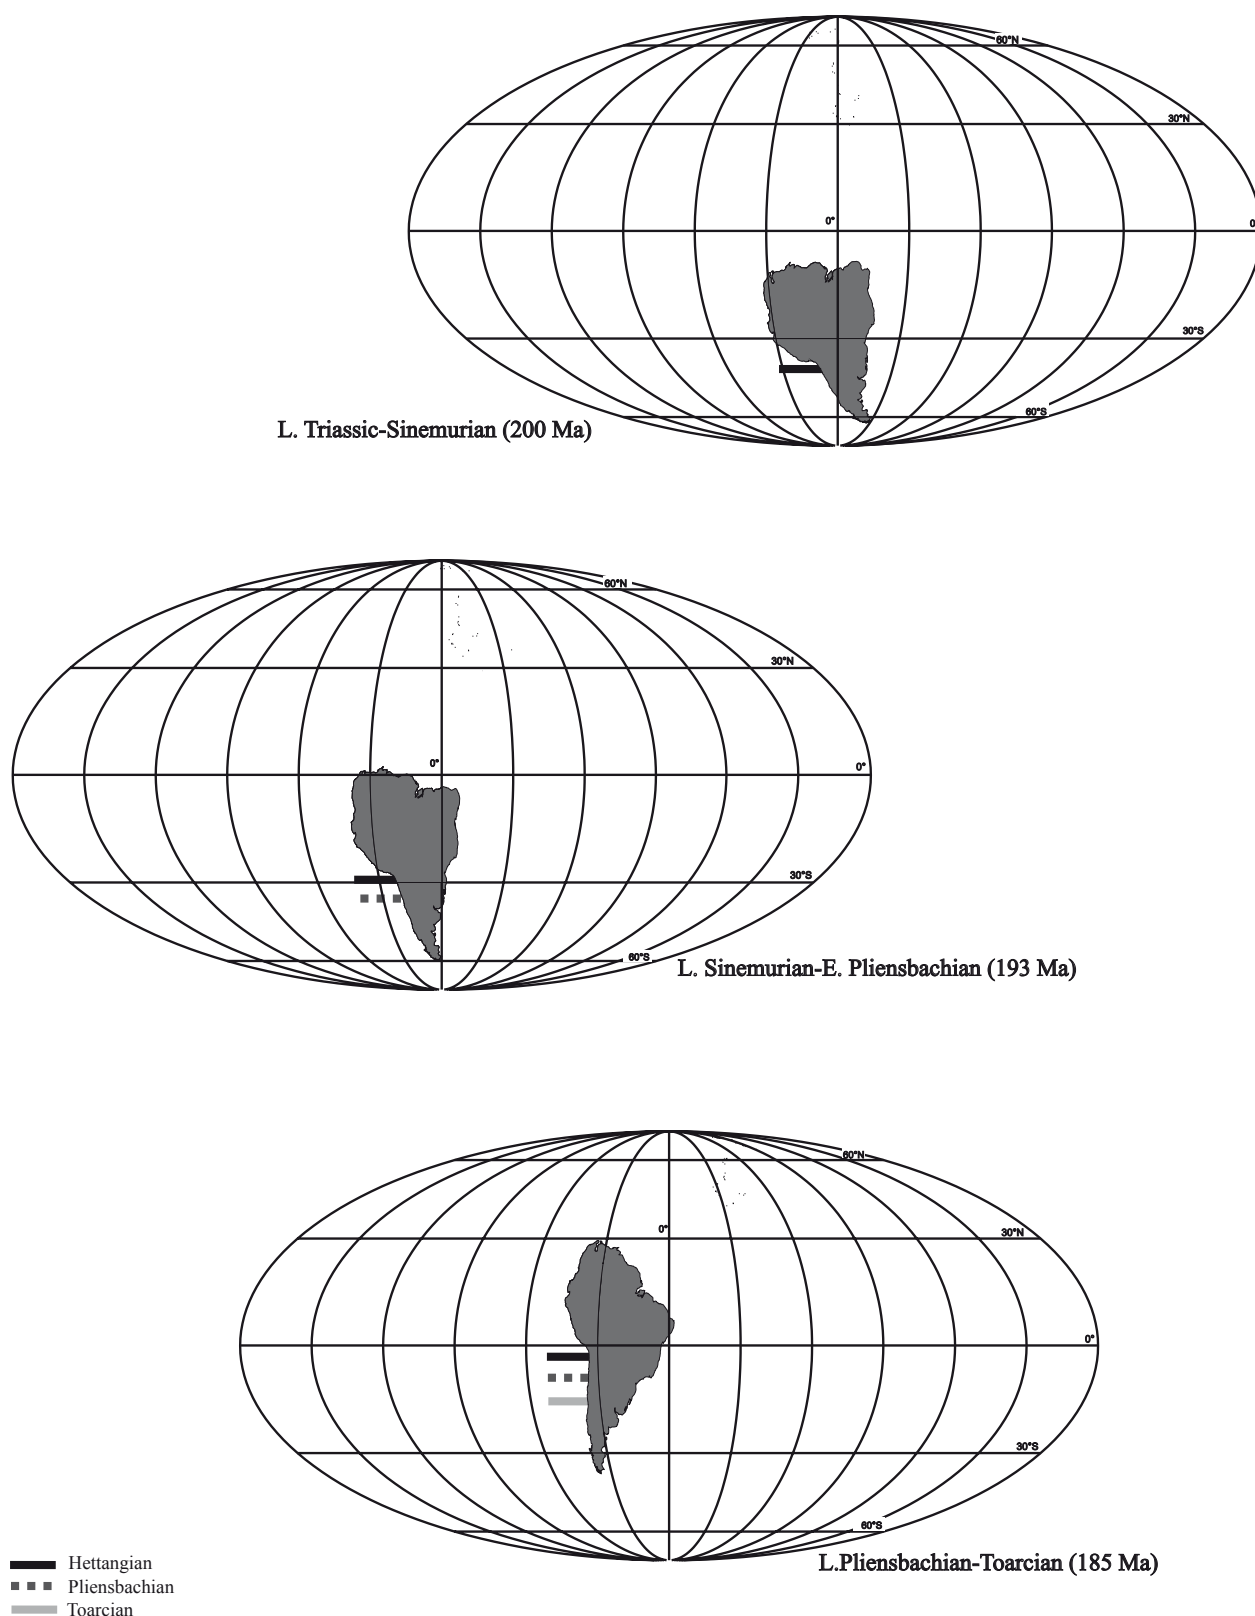 60°N
30°N
0°
0
30°S
60°S
L. Triassic-Sinemurian (200 Ma)
60°N
30°N
0°
0°
30°S
60°S
L. Sinemurian-E. Pliensbachian (193 Ma)
60°N
0°
30°N
0°
30°S
60°S
L.Pliensbachian-Toarcian (185 Ma)
Hettangian
Pliensbachian
Toarcian